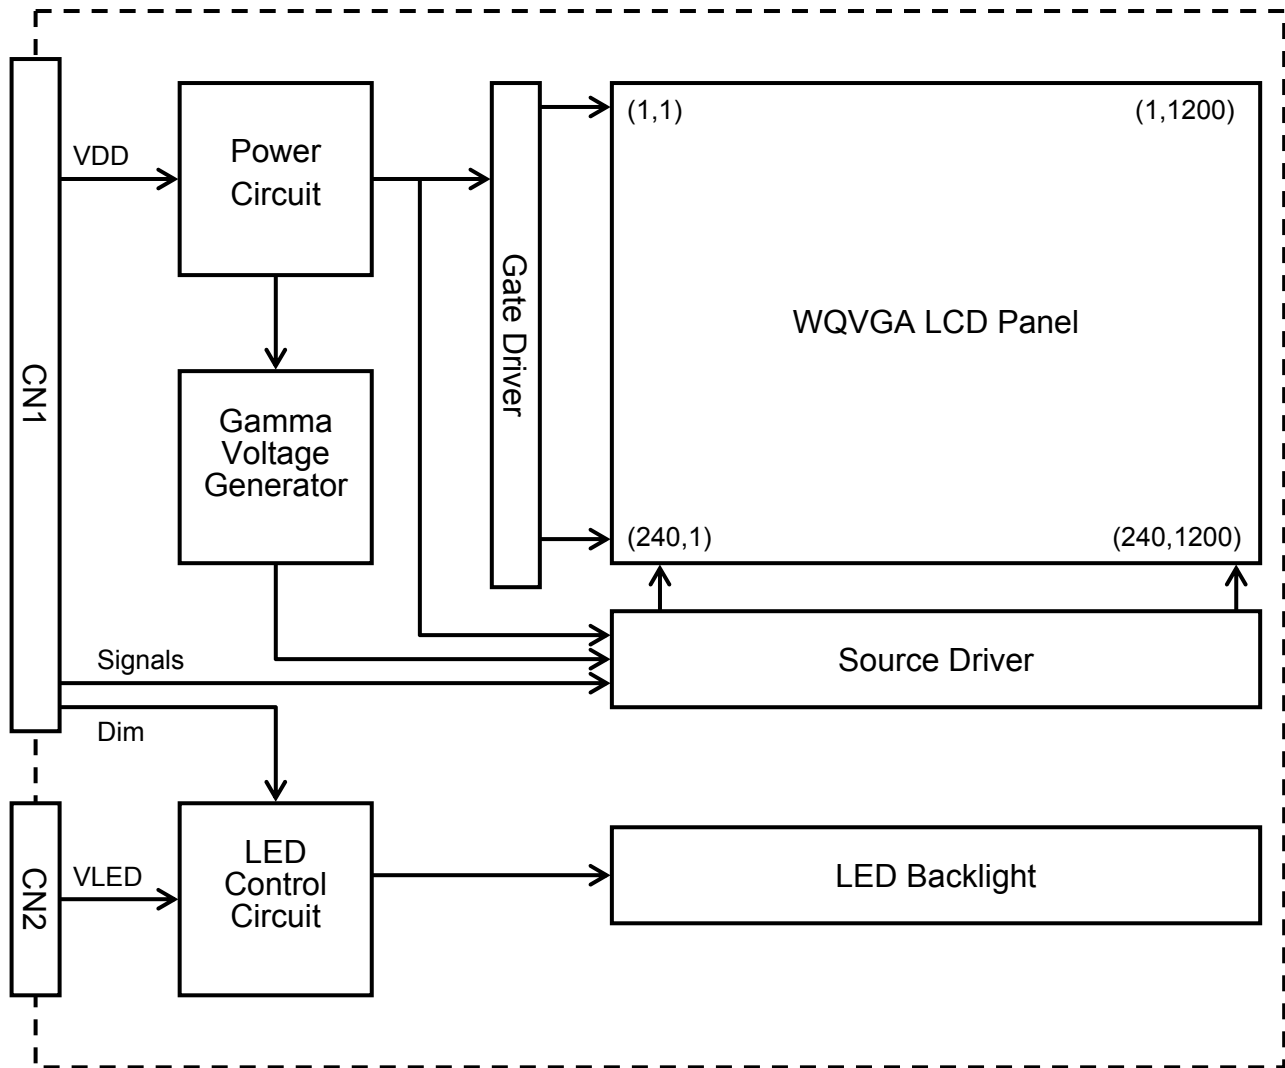 (1,1)
(1,1200)
VDD
Power
Circuit
Gate Driver
WQVGA LCD Panel
CN1
Gamma
Voltage
Generator
(240,1)
(240,1200)
Signals
Source Driver
Dim
CN2
VLED
LED
Control
Circuit
LED Backlight